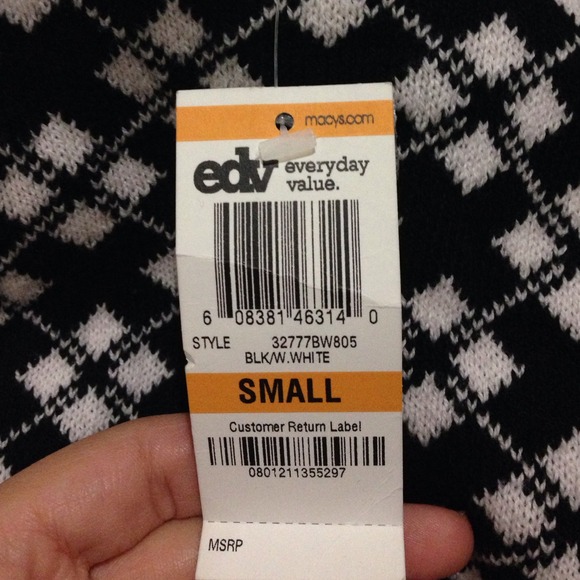 macys.com
edv everyday
value.
6 08381 46314 0
STYLE 32777BW805
BLK/W.WHITE
SMALL
Customer Return Label
0801211355297
MSRP